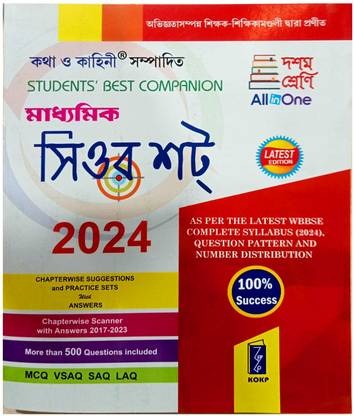 অভিজ্ঞতাসম্পন্ন শিক্ষক-শিক্ষিকামণ্ডলী দ্বারা প্রণীত
কথা ও কাহিনী® সম্পাদিত
STUDENTS' BEST COMPANION
দশম
শ্রেণি
All in One
মাধ্যমিক
সিওর শট্
LATEST
EDITION
2024
AS PER THE LATEST WBBSE
COMPLETE SYLLABUS (2024),
QUESTION PATTERN AND
NUMBER DISTRIBUTION
CHAPTERWISE SUGGESTIONS
and PRACTICE SETS
With
ANSWERS
100%
Success
Chapterwise Scanner
with Answers 2017-2023
More than 500 Questions included
MCQ VSAQ SAQ LAQ
KOKP